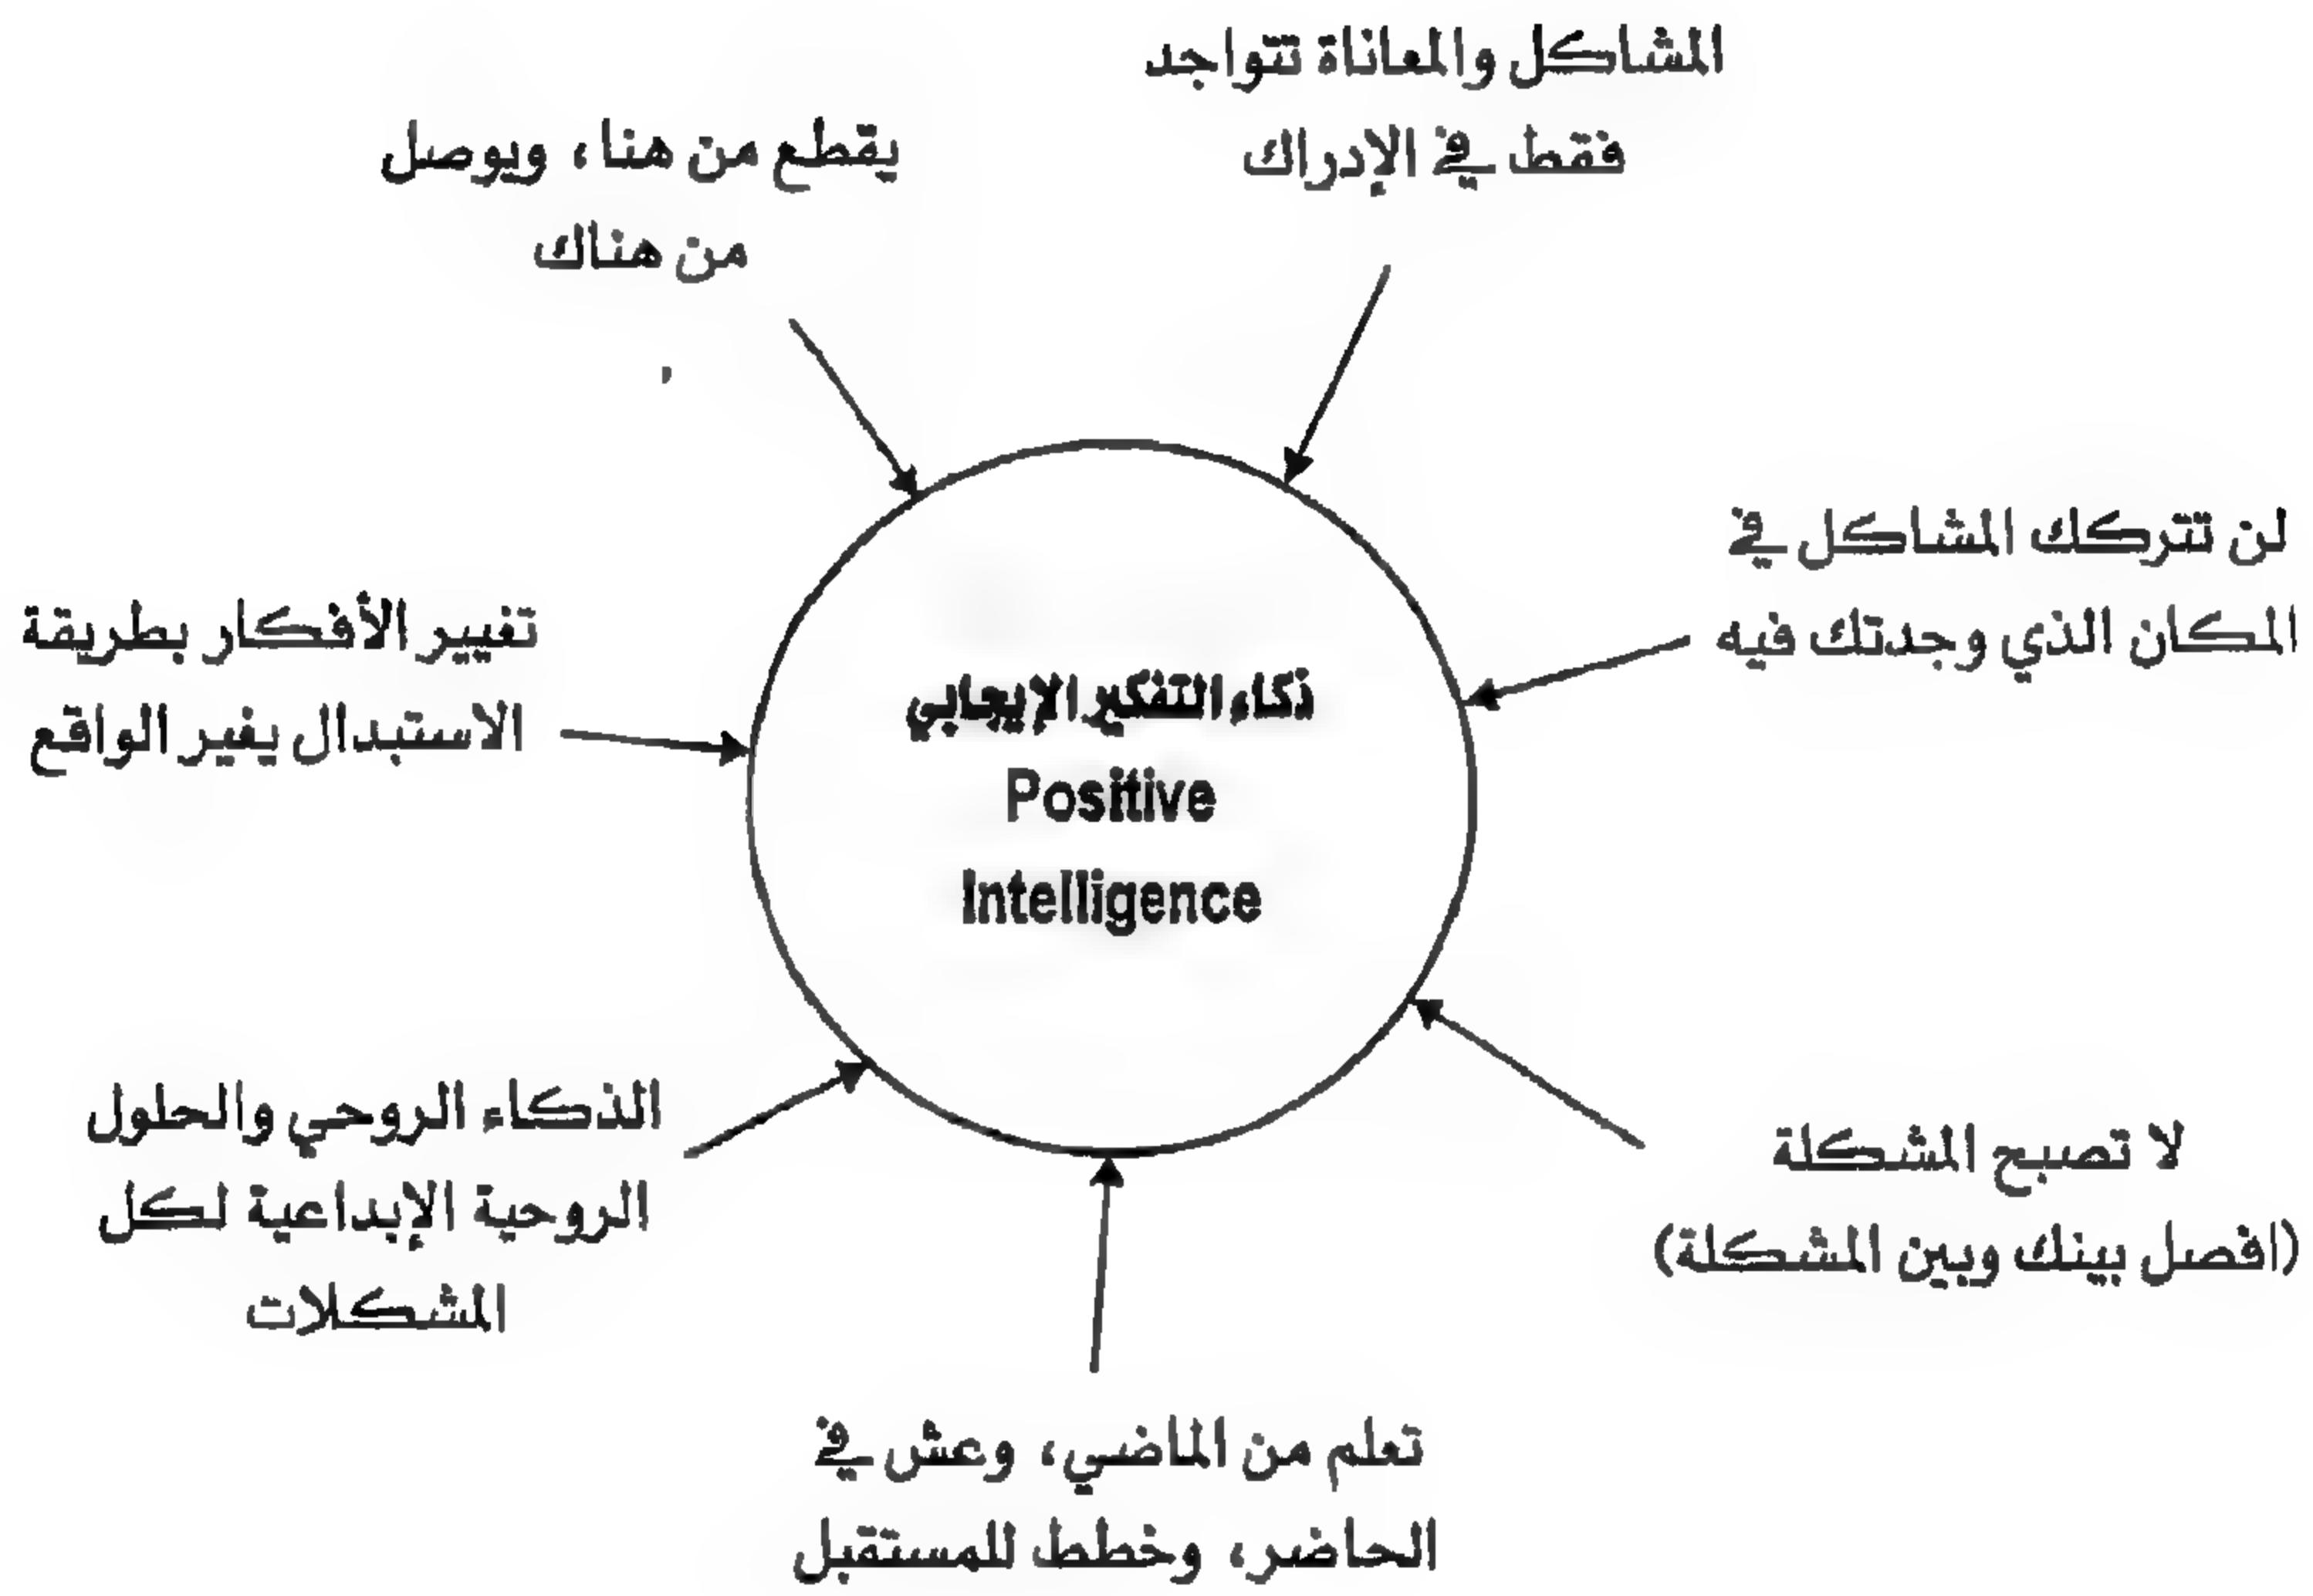 المشاكل والمعاناة تتواجد
فقط في الإدراك
يقطع من هنا، ويوصل
من هناك
لن تتركك المشاكل في
المكان الذي وجدتك فيه
تغيير الأفكار بطريقة
الاستبدال يغير الواقع
ذكاء التفكير الإيجابي
Positive
Intelligence
الذكاء الروحي والحلول
الروحية الإبداعية لكل
المشكلات
لا تصبح المشكلة
(افصل بينك وبين المشكلة)
تعلم من الماضي، وعش في
الحاضر، وخطط للمستقبل